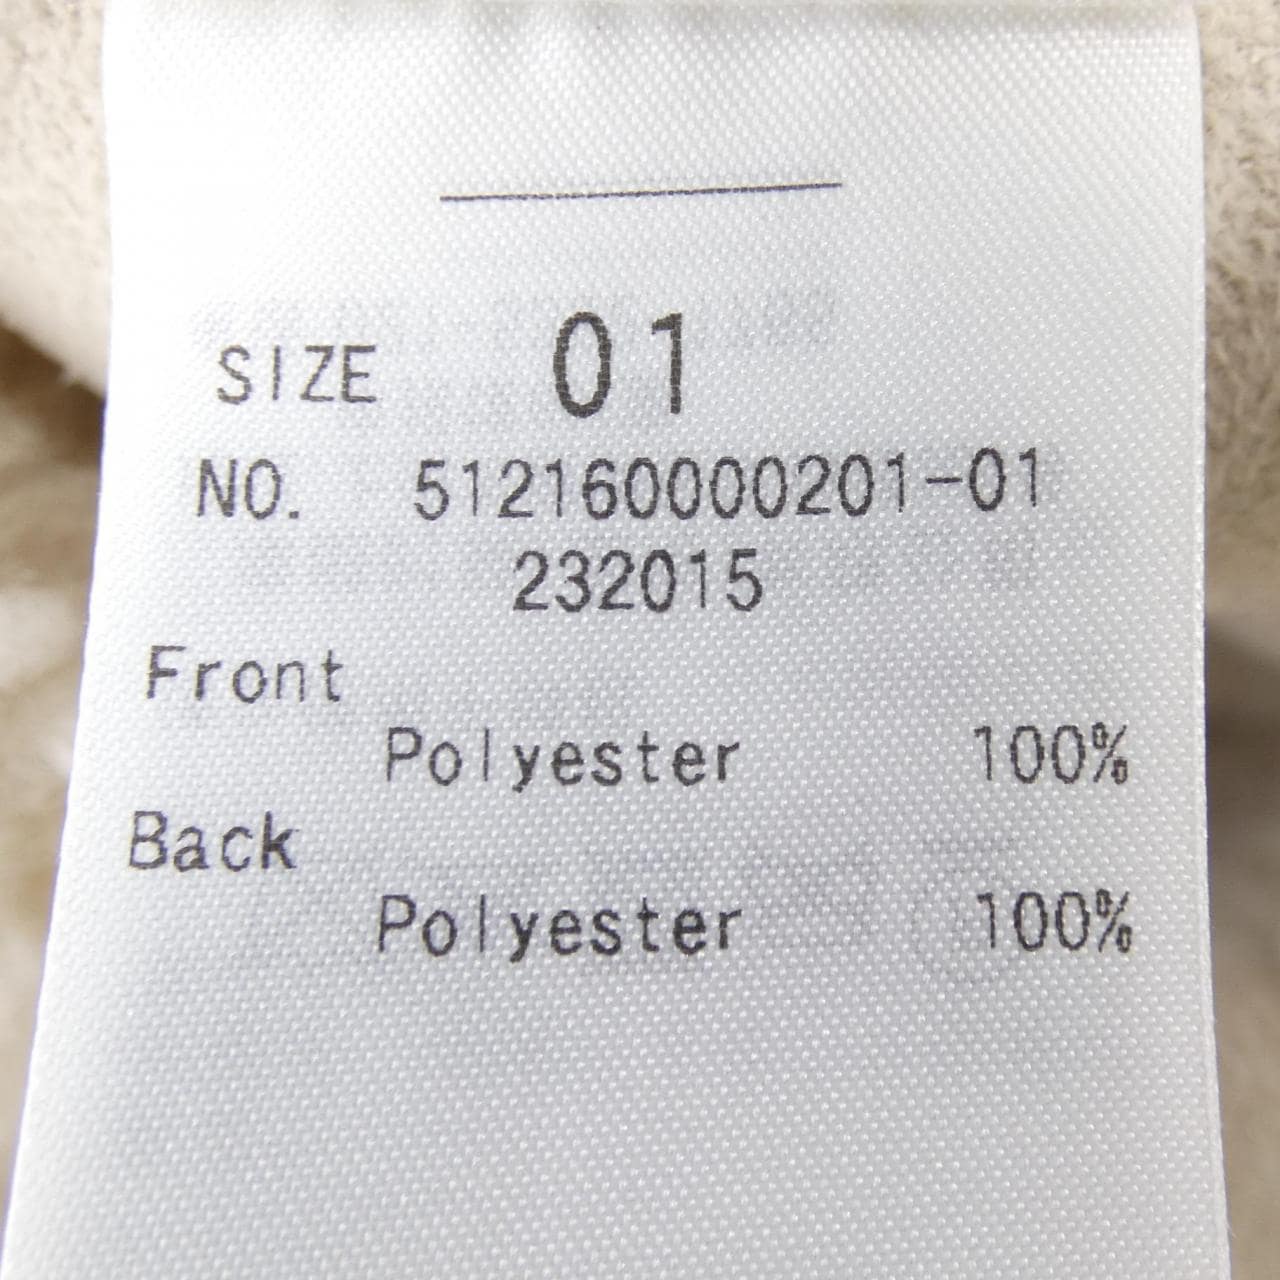 SIZE 01
NO. 512160000201-01
232015
Front
Polyester 100%
Back
Polyester 100%